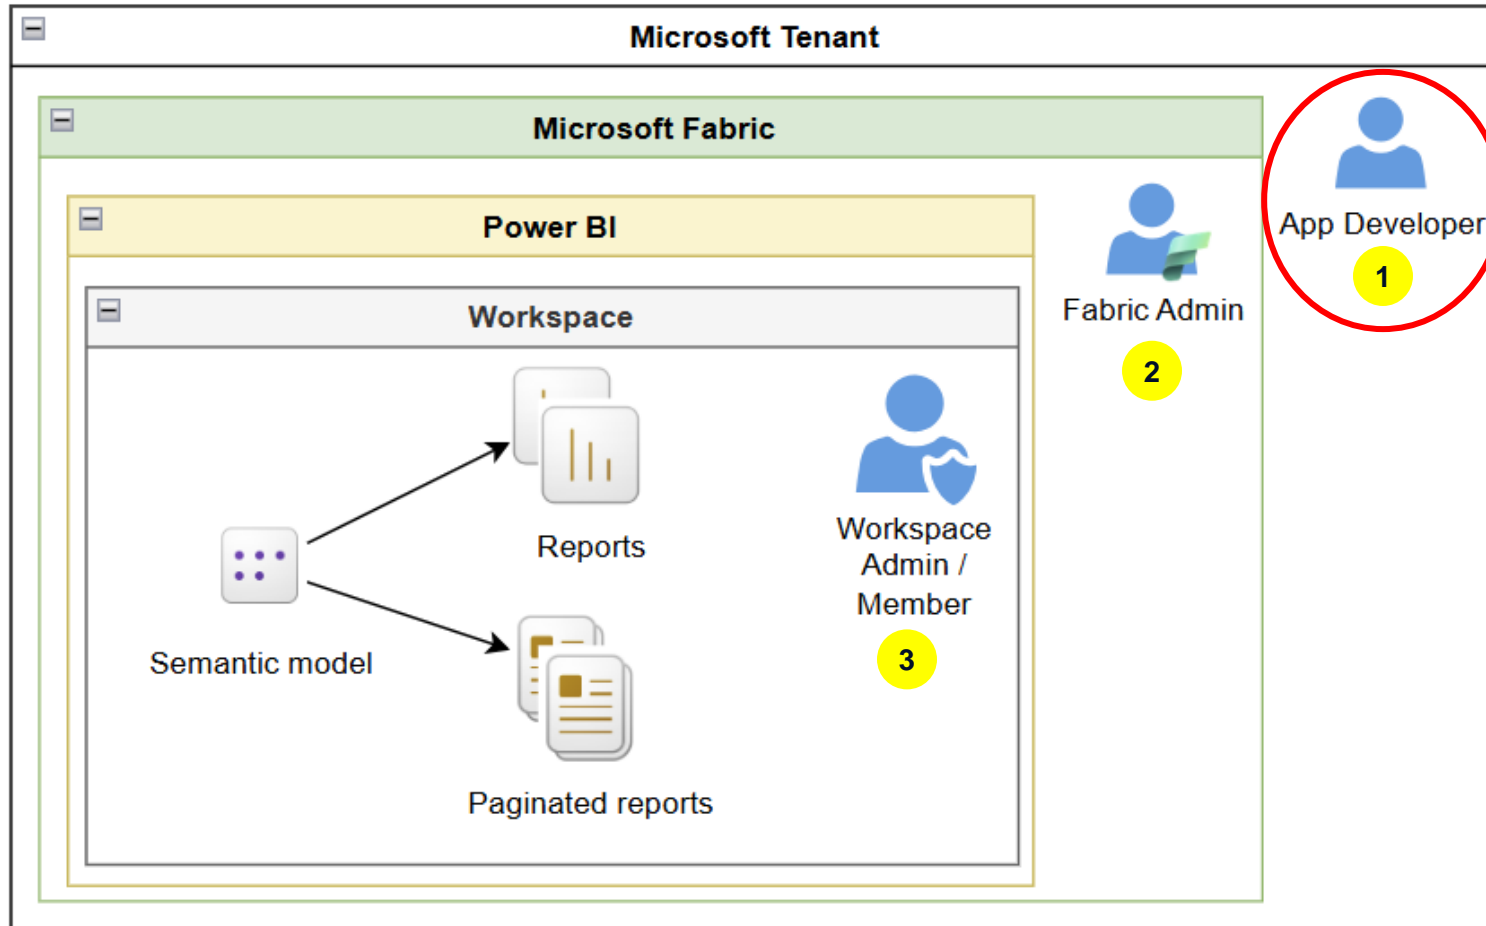 Microsoft Tenant
Microsoft Fabric
App Developer
1
Power BI
Fabric Admin
2
Workspace
Reports
Workspace
Admin /
Member
3
Semantic model
Paginated reports